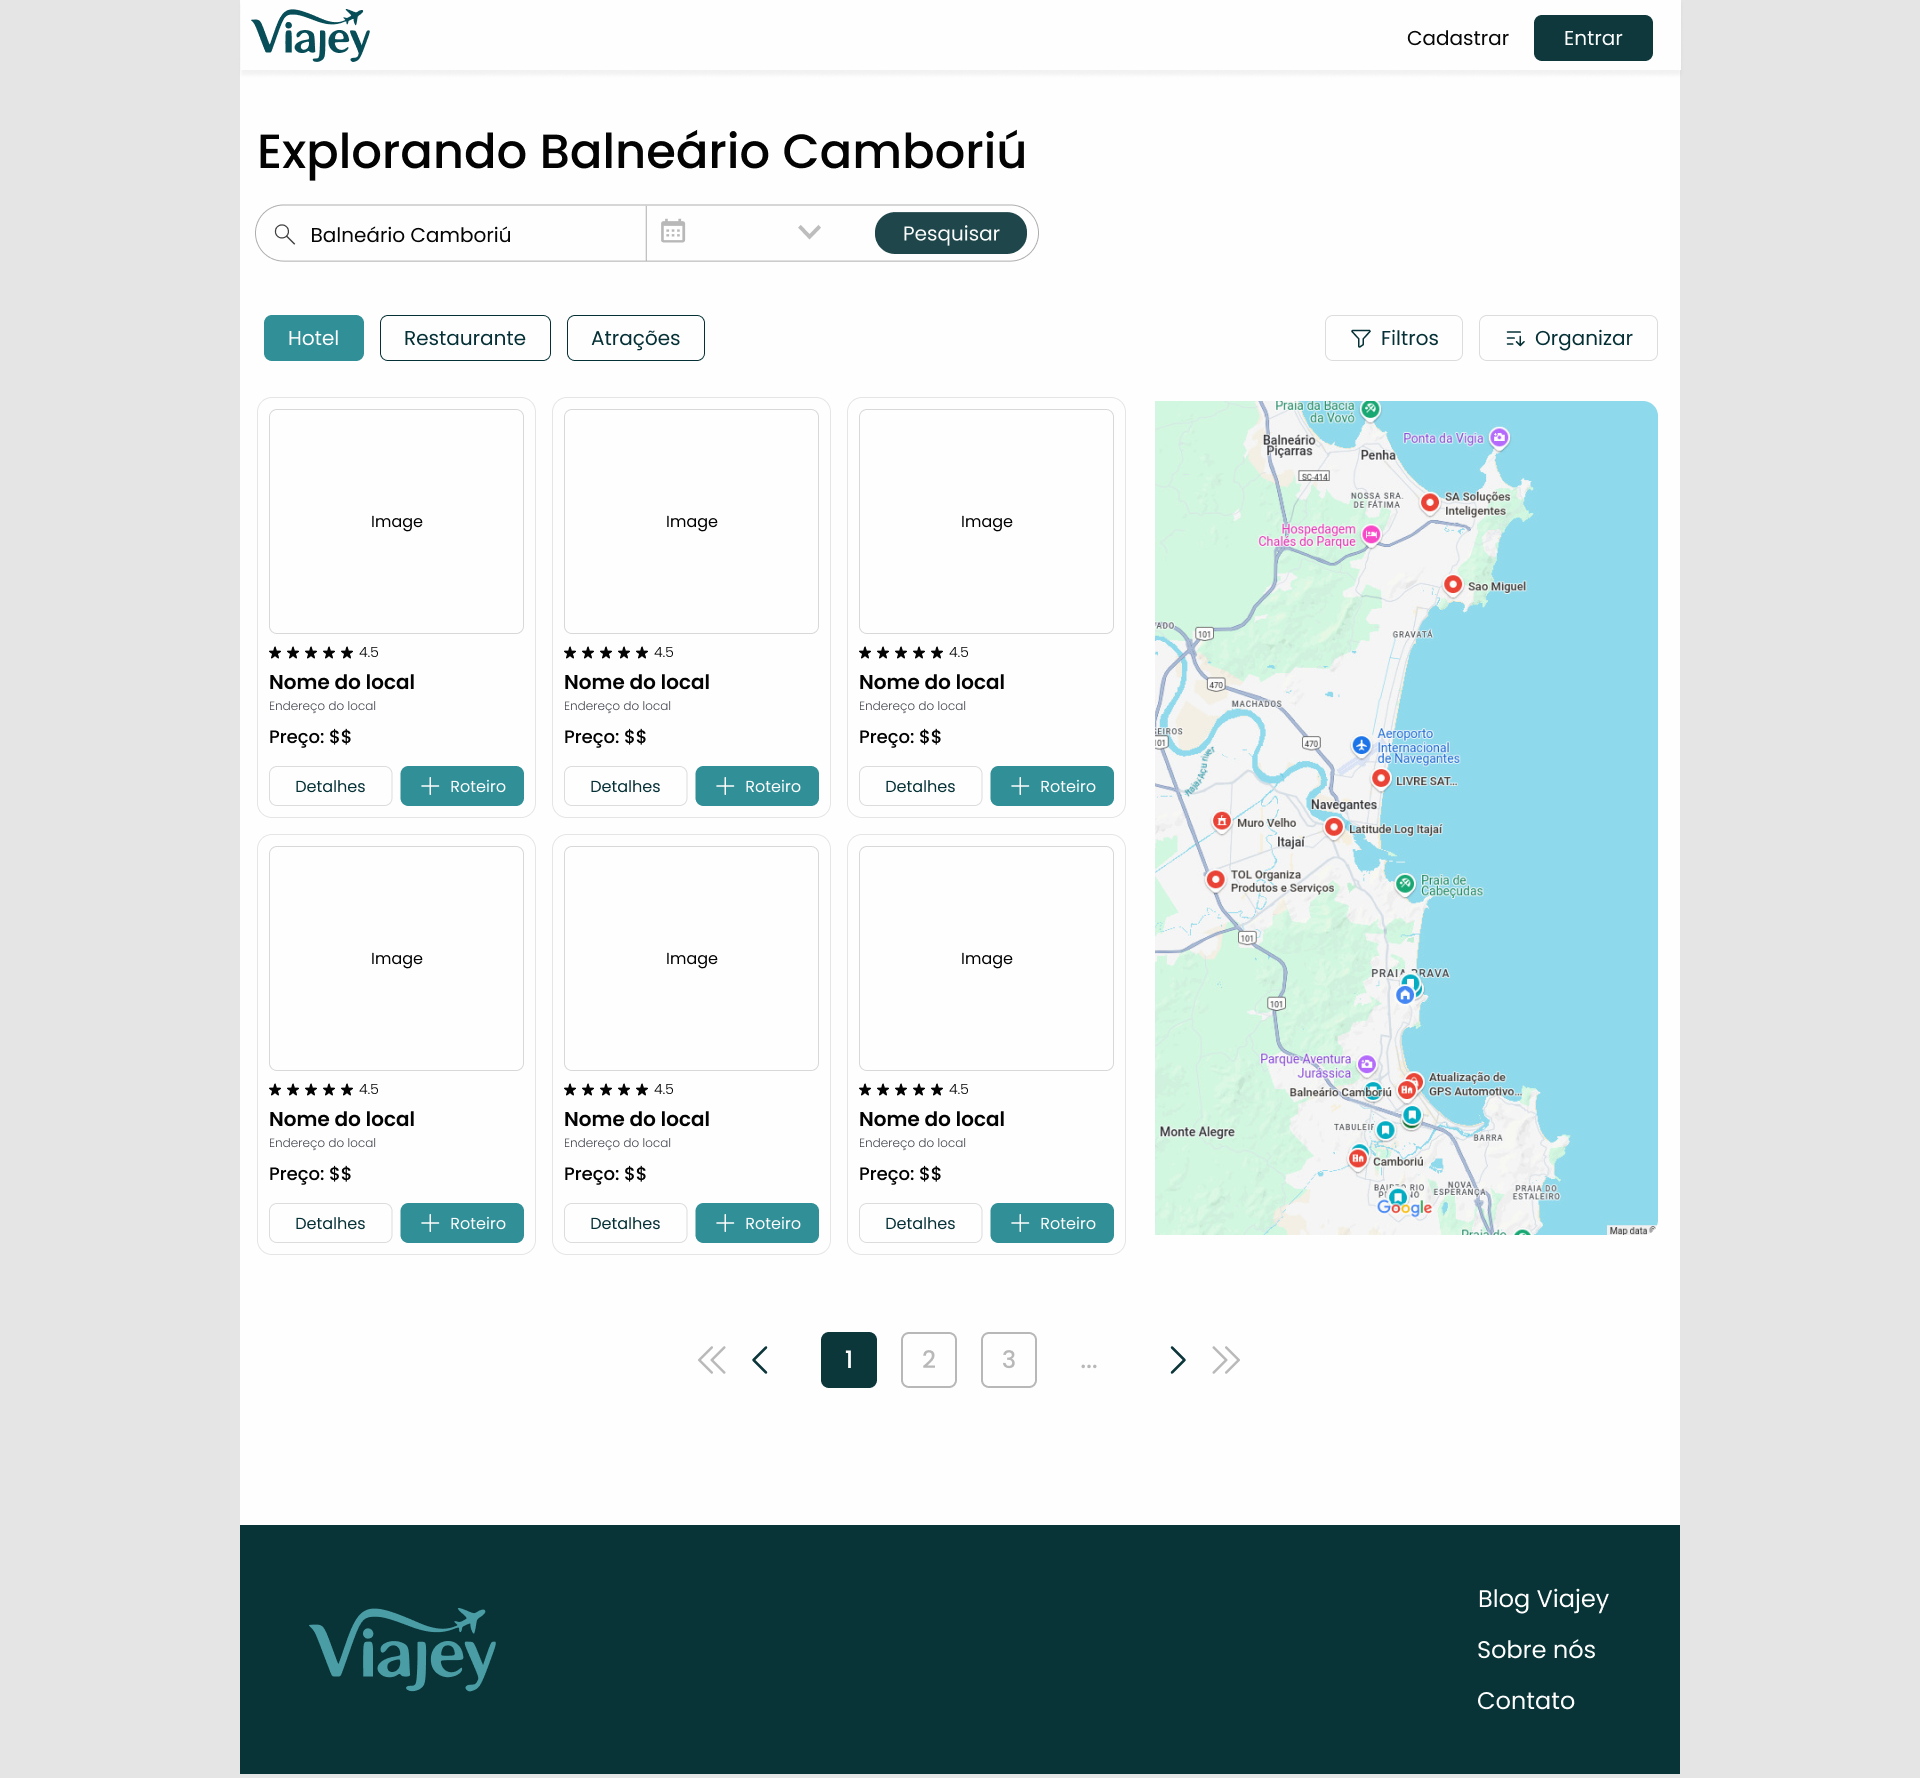 Viajey
Cadastrar
Entrar
Explorando Balneário Camboriú
Balneário Camboriú
Pesquisar
Hotel
Restaurante
Atrações
Filtros
Organizar
Image
Image
Image
4.5
4.5
4.5
Nome do local
Nome do local
Nome do local
Endereço do local
Endereço do local
Endereço do local
Preço: $$
Preço: $$
Preço: $$
Detalhes
Roteiro
Detalhes
Roteiro
Detalhes
Roteiro
Image
Image
Image
4.5
4.5
4.5
Nome do local
Nome do local
Nome do local
Endereço do local
Endereço do local
Endereço do local
Preço: $$
Preço: $$
Preço: $$
Detalhes
Roteiro
Detalhes
Roteiro
Detalhes
Roteiro
Praia da Bacia
da Vovó
Ponta da Vigia
Balneário
Piçarras
Penha
SC-414
NOSSA SRA.
DE FÁTIMA
SA Soluções
Inteligentes
Hospedagem
Chalés do Parque
Sao Miguel
101
GRAVATÁ
470
MACHADOS
Aeroporto
Internacional
de Navegantes
470
101
LIVRE SAT...
Navegantes
Muro Velho
Latitude Log Itajaí
Itajaí
TOL Organiza
Produtos e Serviços
Praia de
Cabeçudas
101
PRAIA BRAVA
101
Parque Aventura
Jurássica
Atualização de
GPS Automotivo...
Balneário Camboriú
Monte Alegre
BARRA
Camboriú
NOVA
ESPERANÇA
PRAIA DO
ESTALEIRO
Google
Map data
1
2
3
...
Viajey
Blog Viajey
Sobre nós
Contato